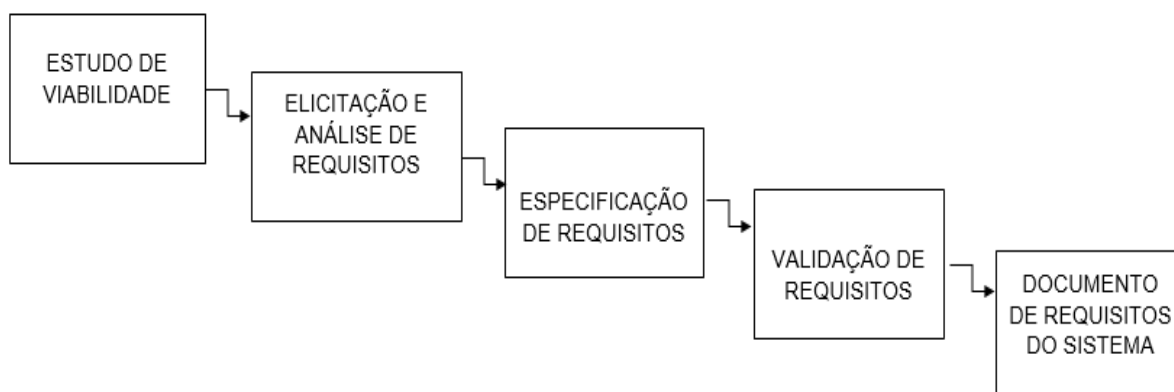 ESTUDO DE
VIABILIDADE
ELICITAÇÃO E
ANÁLISE DE
REQUISITOS
ESPECIFICAÇÃO
DE REQUISITOS
VALIDAÇÃO DE
REQUISITOS
DOCUMENTO
DE REQUISITOS
DO SISTEMA